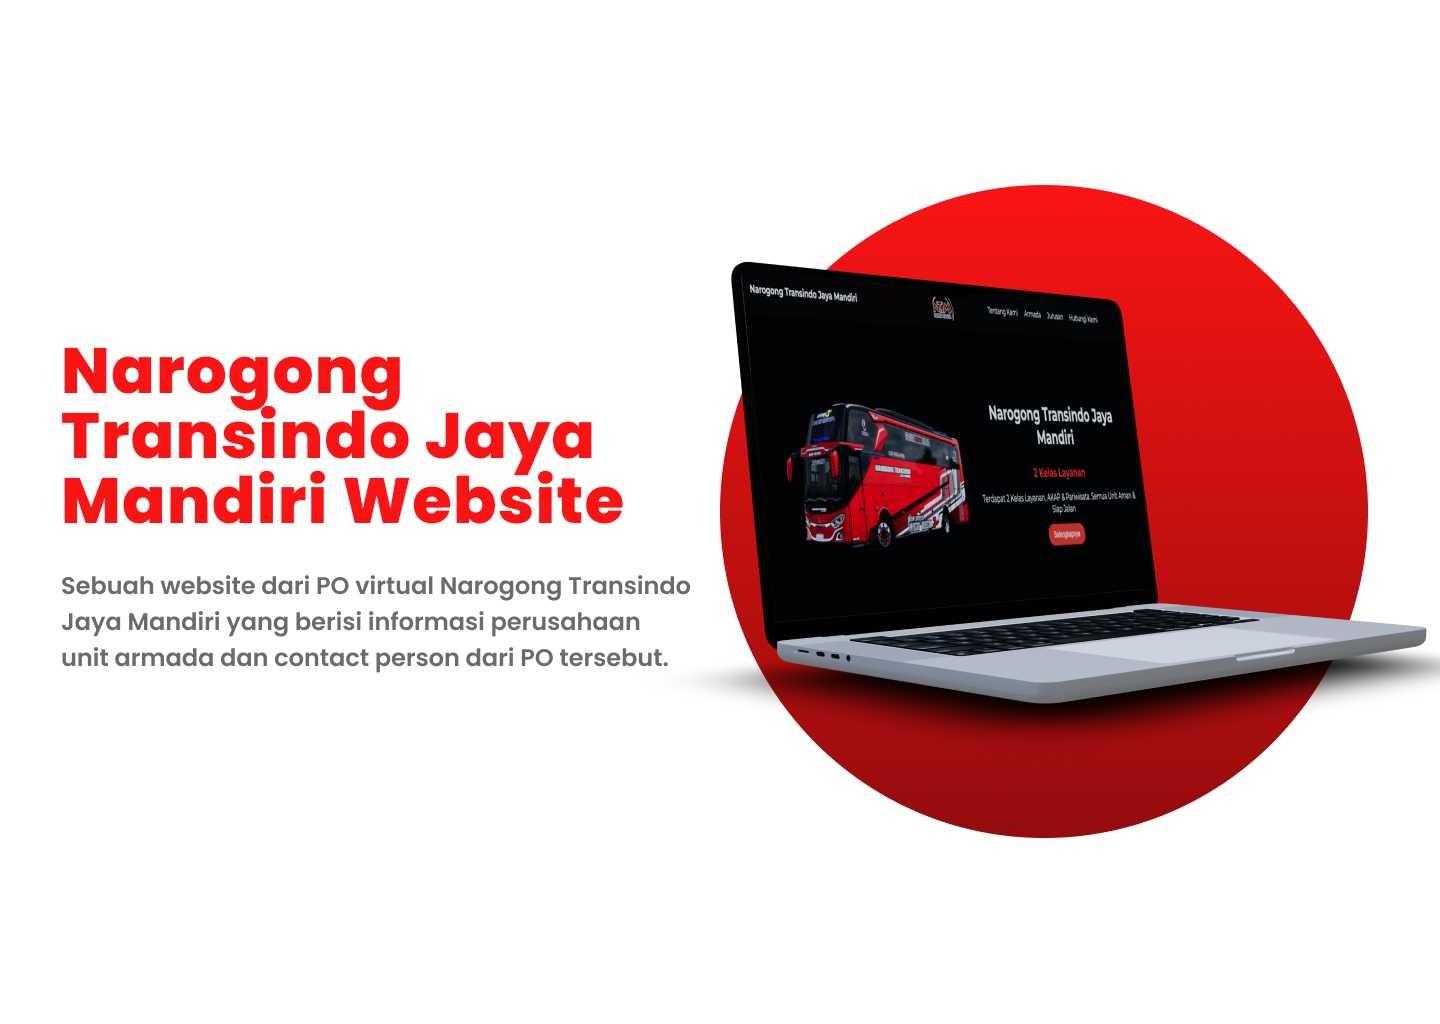 Narogong
Transindo Jaya
Mandiri Website
Sebuah website dari PO virtual Narogong Transindo
Jaya Mandiri yang berisi informasi perusahaan
unit armada dan contact person dari PO tersebut.
Narogong Transindo Jaya Mandiri
Tentang Kami Armada Jurusan Hubungi Kami
Narogong Transindo Jaya
Mandiri
2 Kelas Layanan
Terdapat 2 Kelas Layanan, AKAP & Pariwisata. Semua Unit Aman &
Siap Jalan
Selengkapnya
NAROGONG TRANSINDO